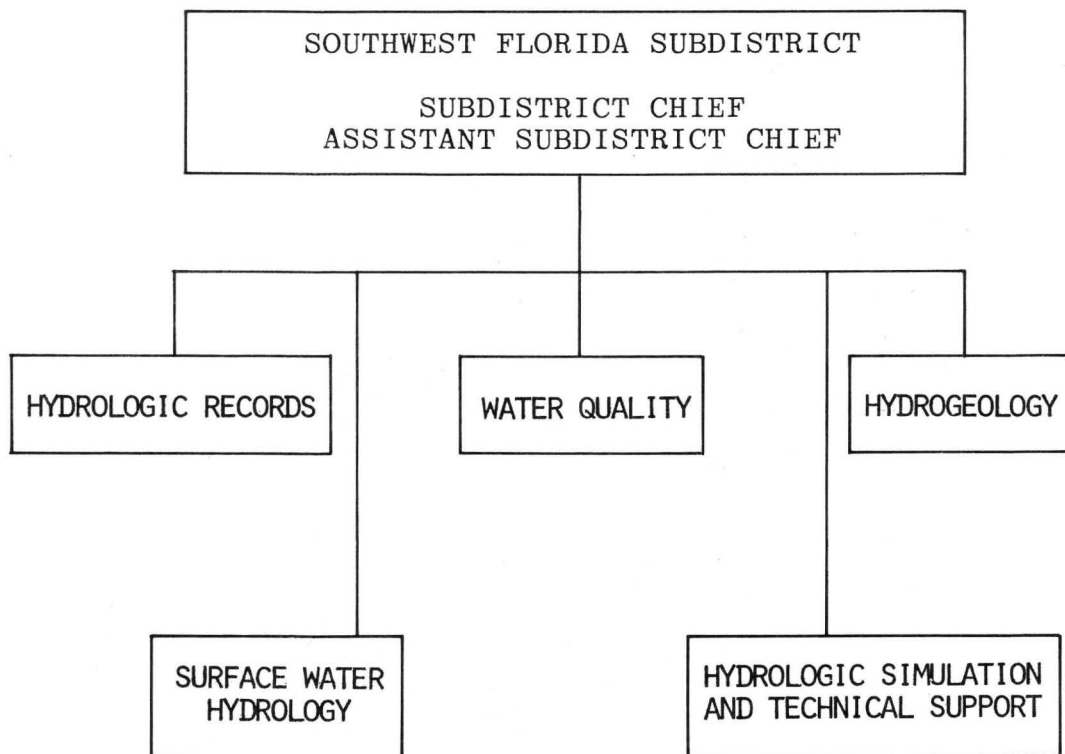 SOUTHWEST FLORIDA SUBDISTRICT
SUBDISTRICT CHIEF
ASSISTANT SUBDISTRICT CHIEF
HYDROLOGIC RECORDS
WATER QUALITY
HYDROGEOLOGY
SURFACE WATER
HYDROLOGY
HYDROLOGIC SIMULATION
AND TECHNICAL SUPPORT